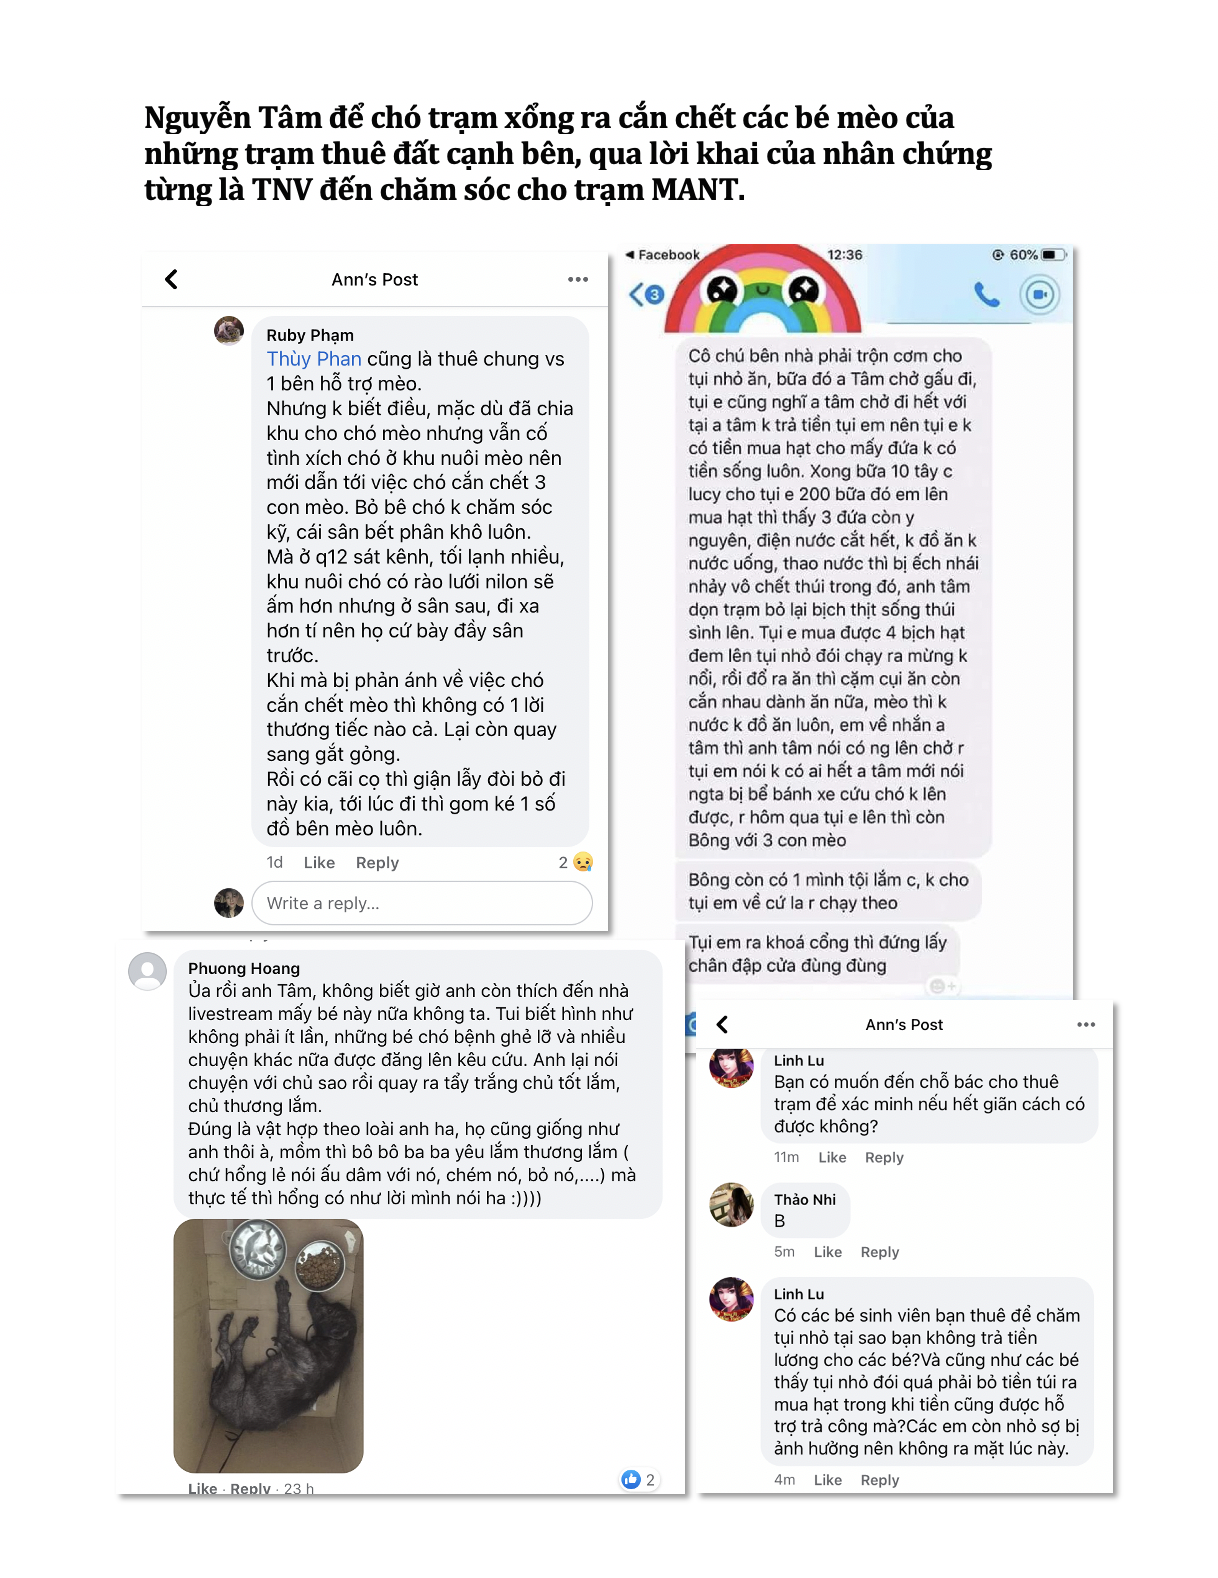 Nguyễn Tâm để chó trạm xổng ra cắn chết các bé mèo của
những trạm thuê đất cạnh bên, qua lời khai của nhân chứng
từng là TNV đến chăm sóc cho trạm MANT.
Ann's Post
Ruby Phạm
Thùy Phan cũng là thuê chung vs
1 bên hỗ trợ mèo.
Nhưng k biết điều, mặc dù đã chia
khu cho chó mèo nhưng vẫn cố
tình xích chó ở khu nuôi mèo nên
mới dẫn tới việc chó cắn chết 3
con mèo. Bỏ bê chó k chăm sóc
kỹ, cái sân bết phân khô luôn.
Mà ở q12 sát kênh, tối lạnh nhiều,
khu nuôi chó có rào lưới nilon sẽ
ấm hơn nhưng ở sân sau, đi xa
hơn tí nên họ cứ bày đầy sân
trước.
Khi mà bị phản ánh về việc chó
cắn chết mèo thì không có 1 lời
thương tiếc nào cả. Lại còn quay
sang gắt gỏng.
Rồi có cãi cọ thì giận lẫy đòi bỏ đi
này kia, tới lúc đi thì gom ké 1 số
đồ bên mèo luôn.
1d Like Reply 2
Write a reply...
Facebook 12:36 60%
3
Cô chú bên nhà phải trộn cơm cho
tụi nhỏ ăn, bữa đó a Tâm chở gấu đi,
tụi e cũng nghĩ a tâm chở đi hết với
tại a tâm k trả tiền tụi em nên tụi e k
có tiền mua hạt cho mấy đứa k có
tiền sống luôn. Xong bữa 10 tây c
lucy cho tụi e 200 bữa đó em lên
mua hạt thì thấy 3 đứa còn y
nguyên, điện nước cắt hết, k đồ ăn k
nước uống, thao nước thì bị ếch nhái
nhảy vô chết thúi trong đó, anh tâm
dọn trạm bỏ lại bịch thịt sống thúi
sình lên. Tụi e mua được 4 bịch hạt
đem lên tụi nhỏ đói chạy ra mừng k
nổi, rồi đổ ra ăn thì cặm cụi ăn còn
cắn nhau dành ăn nữa, mèo thì k
nước k đồ ăn luôn, em về nhắn a
tâm thì anh tâm nói có ng lên chở r
tụi em nói k có ai hết a tâm mới nói
ngta bị bể bánh xe cứu chó k lên
được, r hôm qua tụi e lên thì còn
Bông với 3 con mèo
Bông còn có 1 mình tội lắm c, k cho
tụi em về cứ la r chạy theo
Tụi em ra khoá cổng thì đứng lấy
chân đập cửa đùng đùng
Phuong Hoang
Ủa rồi anh Tâm, không biết giờ anh còn thích đến nhà
livestream mấy bé này nữa không ta. Tui biết hình như
không phải ít lần, những bé chó bệnh ghẻ lỡ và nhiều
chuyện khác nữa được đăng lên kêu cứu. Anh lại nói
chuyện với chủ sao rồi quay ra tẩy trắng chủ tốt lắm,
chủ thương lắm.
Đúng là vật hợp theo loài anh ha, họ cũng giống như
anh thôi à, mồm thì bô bô ba ba yêu lắm thương lắm (
chứ hổng lẻ nói ấu dâm với nó, chém nó, bỏ nó,....) mà
thực tế thì hổng có như lời mình nói ha :))))
Like · Reply · 23 h 2
Ann's Post
Linh Lu
Bạn có muốn đến chỗ bác cho thuê
trạm để xác minh nếu hết giãn cách có
được không?
11m Like Reply
Thảo Nhi
B
5m Like Reply
Linh Lu
Có các bé sinh viên bạn thuê để chăm
tụi nhỏ tại sao bạn không trả tiền
lương cho các bé?Và cũng như các bé
thấy tụi nhỏ đói quá phải bỏ tiền túi ra
mua hạt trong khi tiền cũng được hỗ
trợ trả công mà?Các em còn nhỏ sợ bị
ảnh hưởng nên không ra mặt lúc này.
4m Like Reply